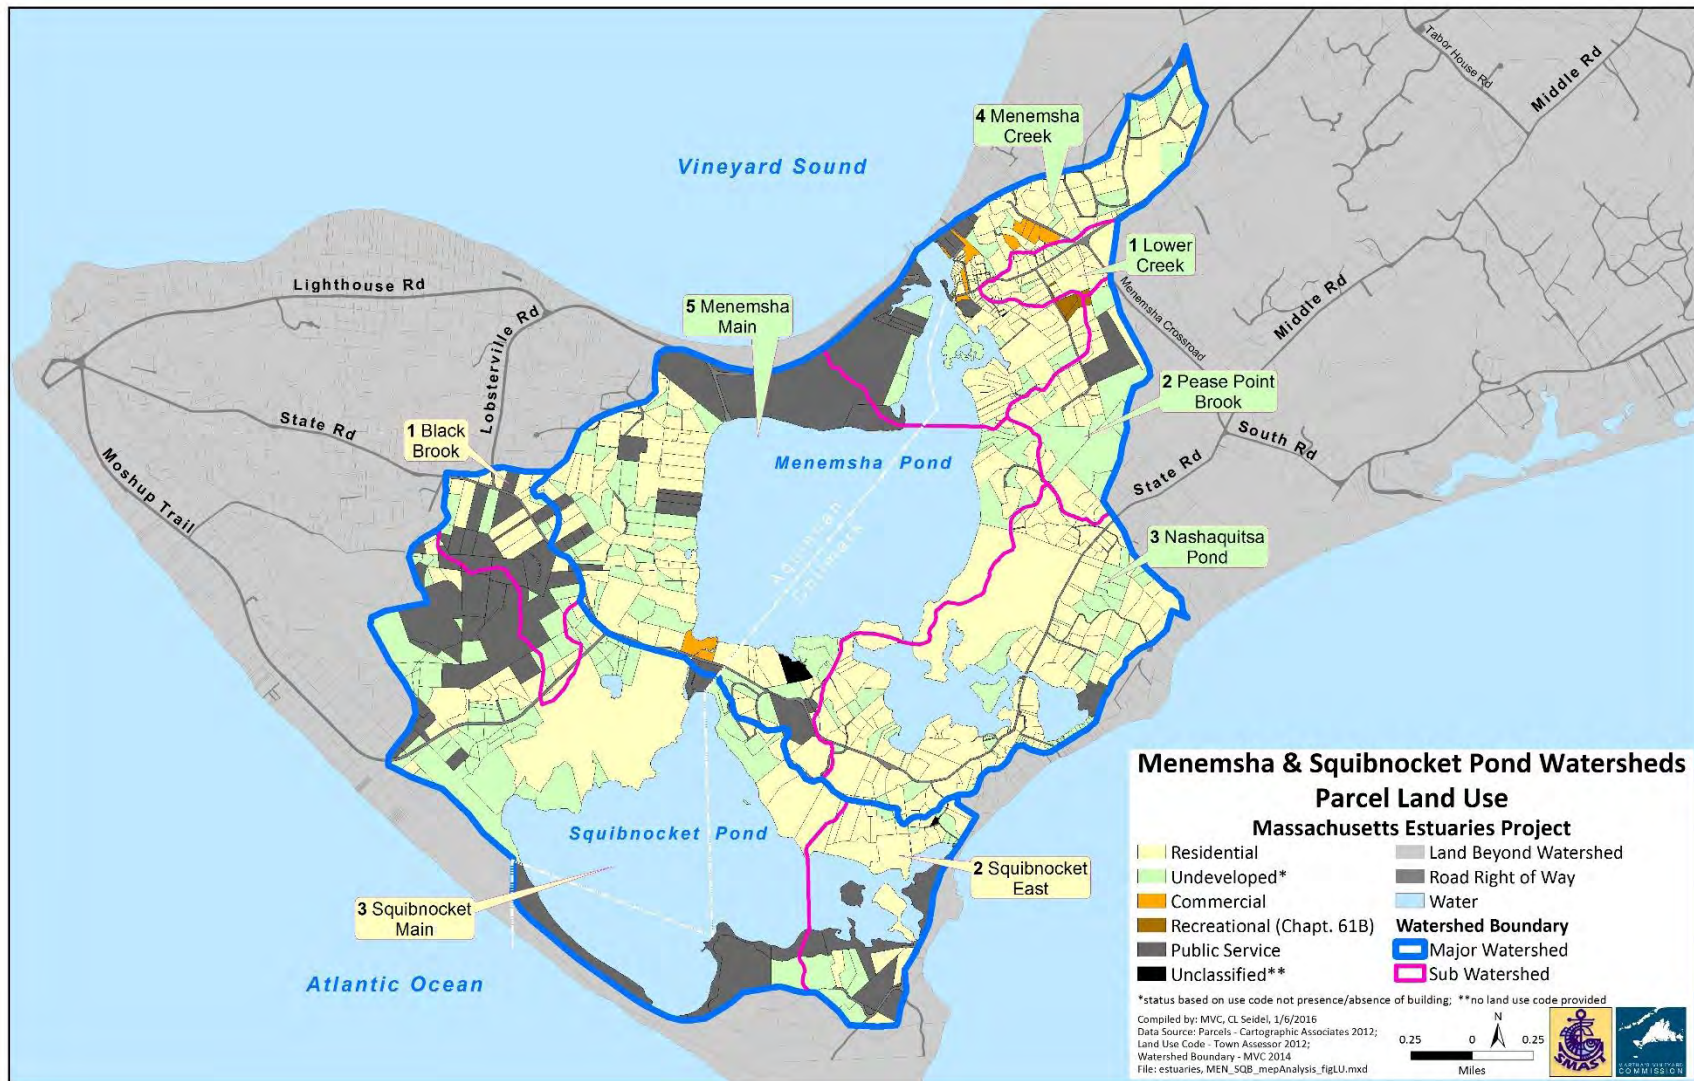 Tabor House Rd
Middle Rd
4 Menemsha
Creek
Vineyard Sound
1 Lower
Creek
Lighthouse Rd
Lobsterville Rd
5 Menemsha
Main
Menemsha Crossroad
Middle Rd
2 Pease Point
Brook
State Rd
1 Black
Brook
Menemsha Pond
South Rd
State Rd
Moshup Trail
Aquinnah
Chilmark
3 Nashaquitsa
Pond
Squibnocket Pond
2 Squibnocket
East
3 Squibnocket
Main
Atlantic Ocean
Menemsha & Squibnocket Pond Watersheds
Parcel Land Use
Massachusetts Estuaries Project
Residential
Undeveloped*
Commercial
Recreational (Chapt. 61B)
Public Service
Unclassified**
Land Beyond Watershed
Road Right of Way
Water
Watershed Boundary
Major Watershed
Sub Watershed
*status based on use code not presence/absence of building; **no land use code provided
Compiled by: MVC, CL Seidel, 1/6/2016
Data Source: Parcels - Cartographic Associates 2012;
Land Use Code - Town Assessor 2012;
Watershed Boundary - MVC 2014
File: estuaries, MEN_SQB_mepAnalysis_figLU.mxd
N
0.25 0 0.25
Miles
SMAST
MARTHA'S VINEYARD
COMMISSION